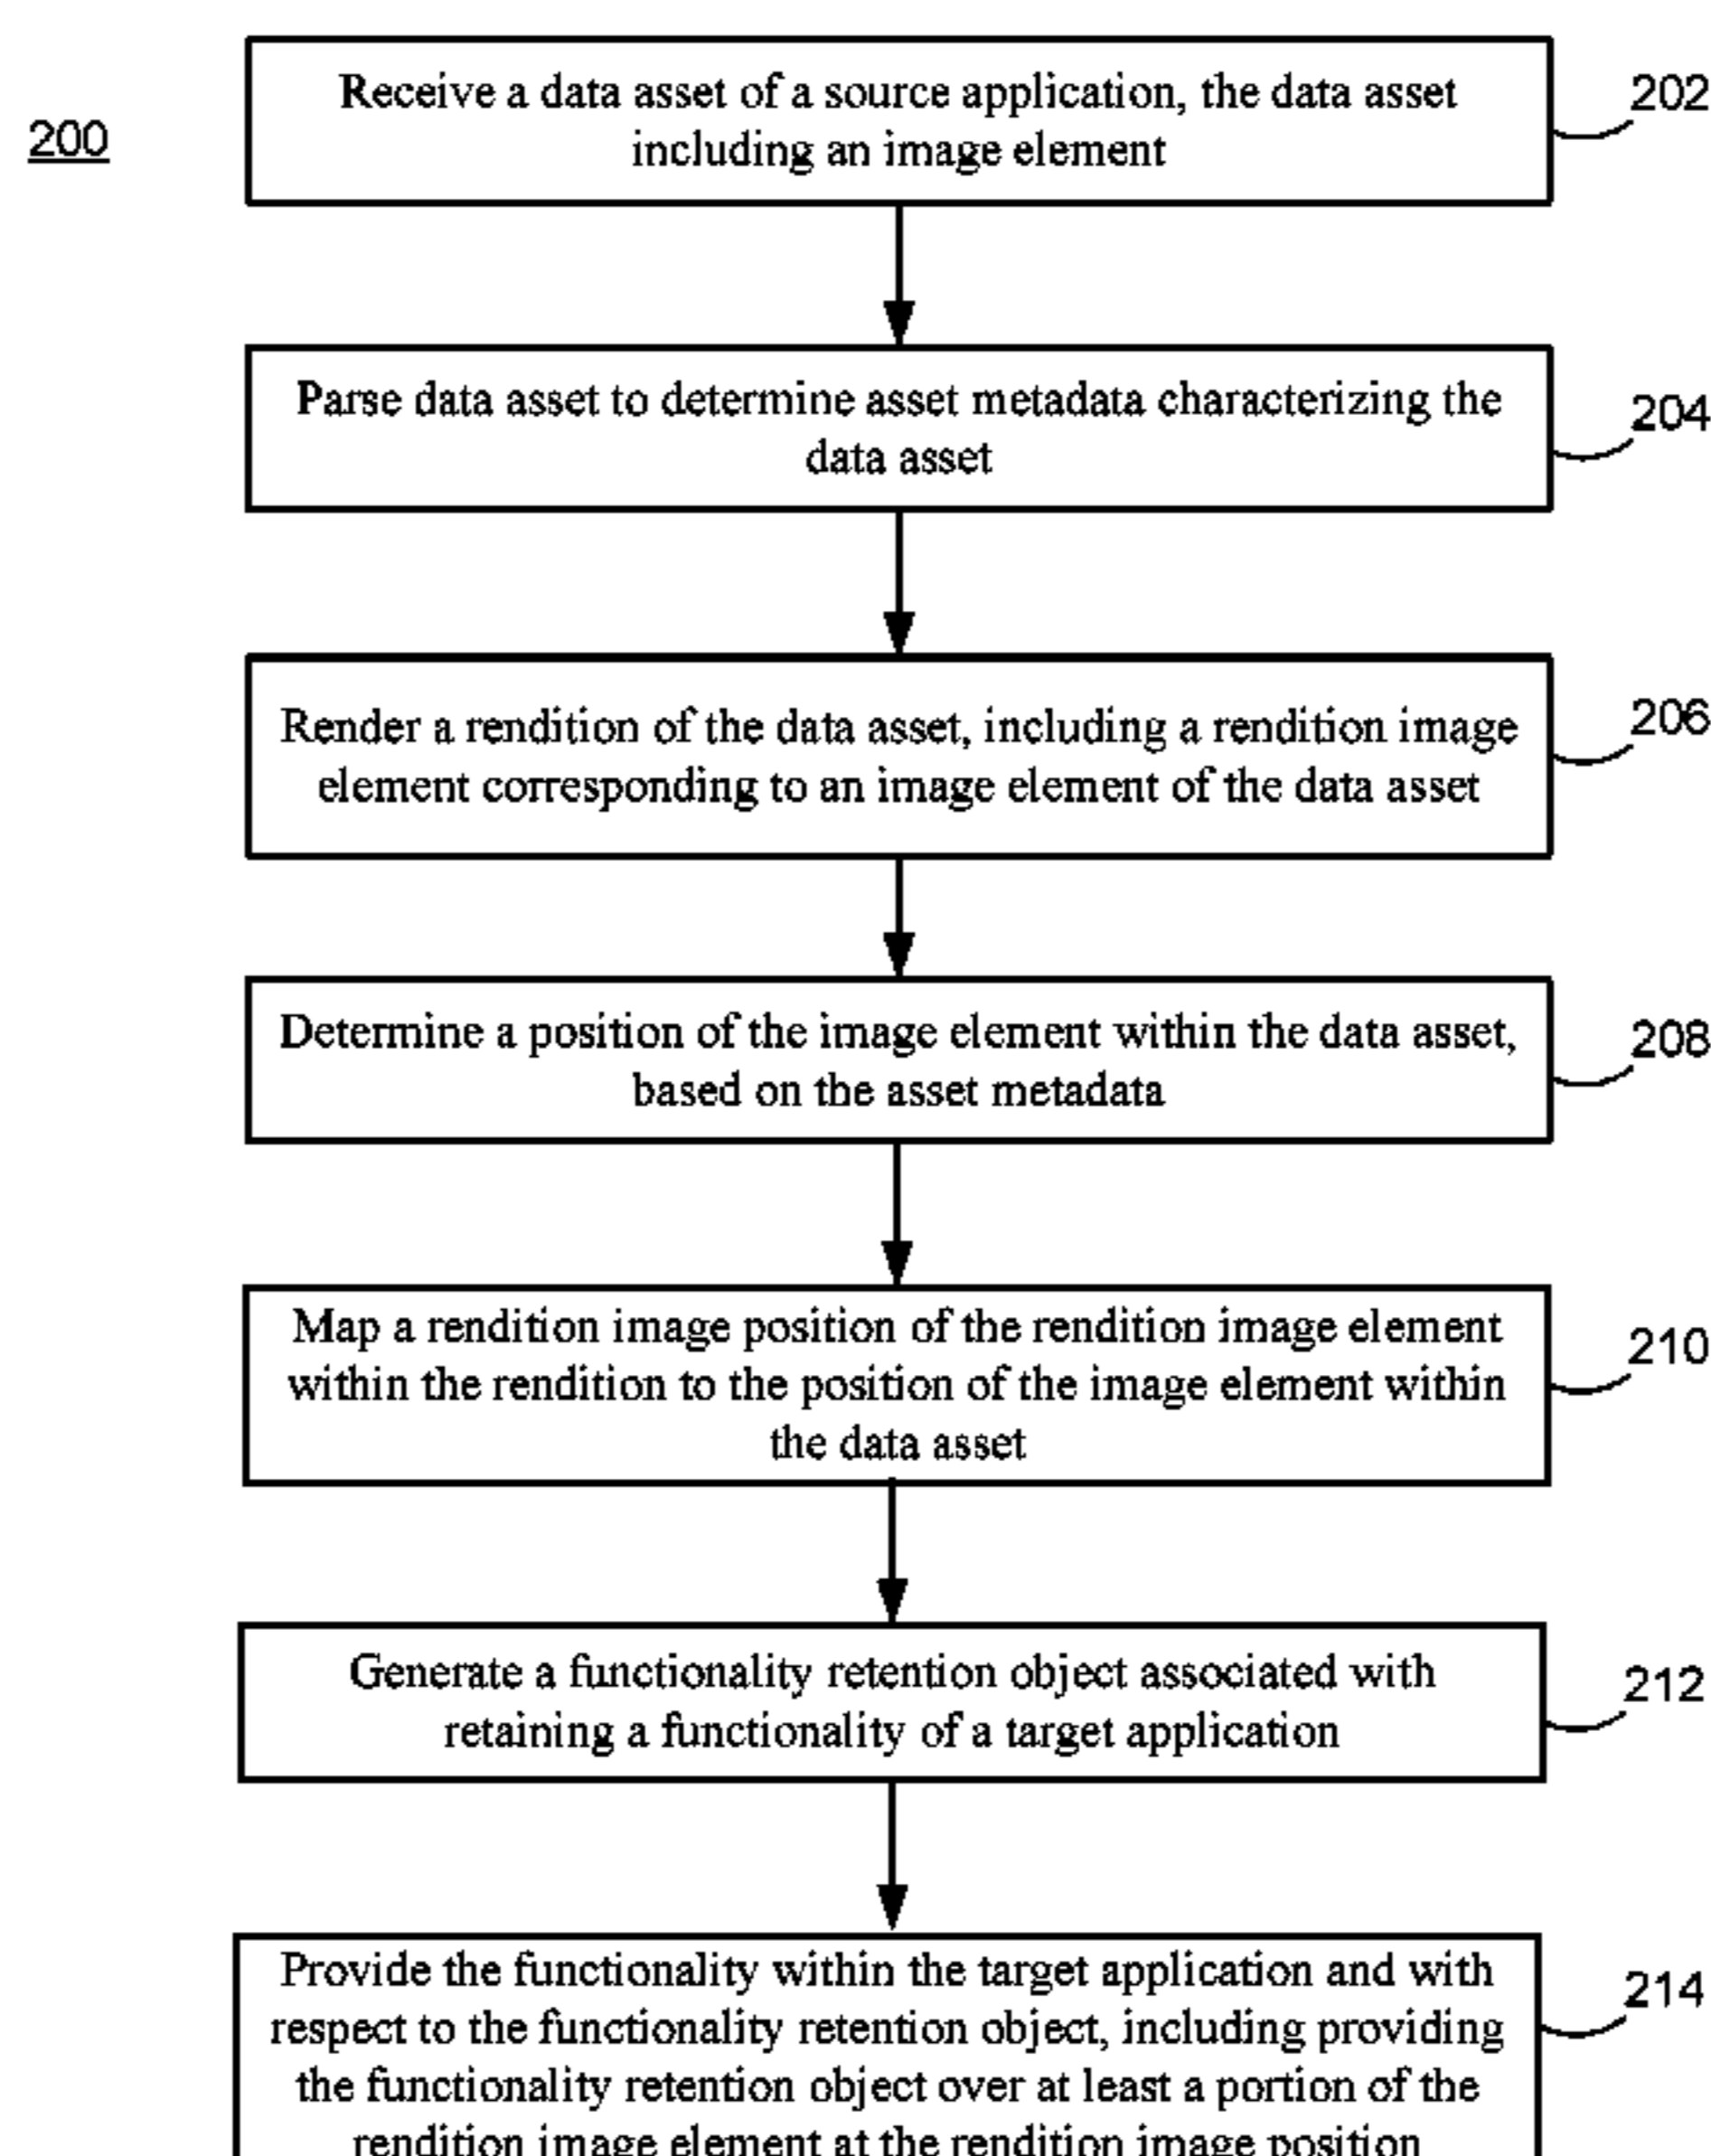 200
Receive a data asset of a source application, the data asset
including an image element
202
Parse data asset to determine asset metadata characterizing the
data asset
204
Render a rendition of the data asset, including a rendition image
element corresponding to an image element of the data asset
206
Determine a position of the image element within the data asset,
based on the asset metadata
208
Map a rendition image position of the rendition image element
within the rendition to the position of the image element within
the data asset
210
Generate a functionality retention object associated with
retaining a functionality of a target application
212
Provide the functionality within the target application and with
respect to the functionality retention object, including providing
the functionality retention object over at least a portion of the
rendition image element at the rendition image position
214